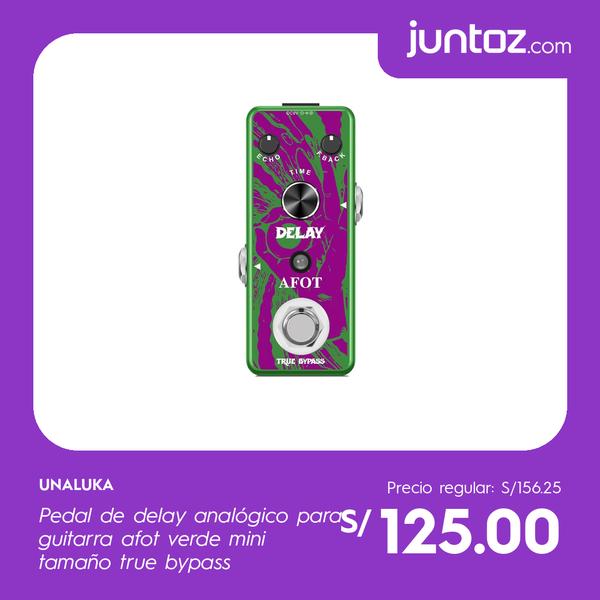 juntoz.com
ECHO
F.BACK
TIME
DELAY
AFOT
TRUE BYPASS
UNALUKA
Pedal de delay analógico para
guitarra afot verde mini
tamaño true bypass
Precio regular: S/156.25
S/ 125.00